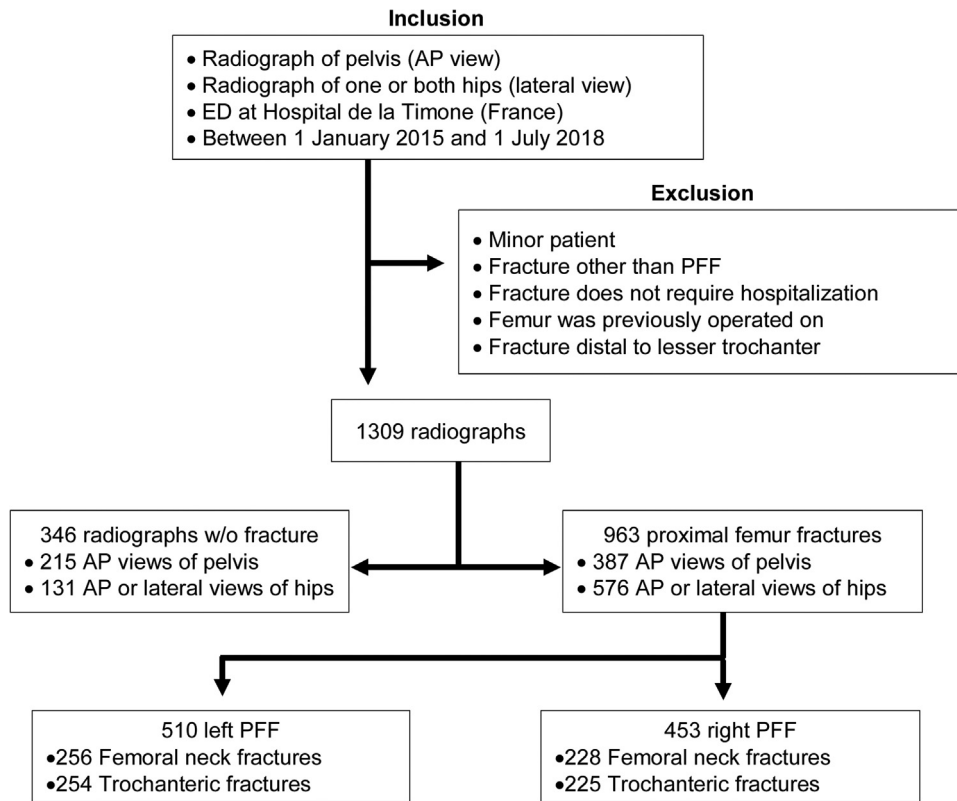 Inclusion
• Radiograph of pelvis (AP view)
• Radiograph of one or both hips (lateral view)
• ED at Hospital de la Timone (France)
• Between 1 January 2015 and 1 July 2018
Exclusion
• Minor patient
• Fracture other than PFF
• Fracture does not require hospitalization
• Femur was previously operated on
• Fracture distal to lesser trochanter
1309 radiographs
346 radiographs w/o fracture
• 215 AP views of pelvis
• 131 AP or lateral views of hips
963 proximal femur fractures
• 387 AP views of pelvis
• 576 AP or lateral views of hips
510 left PFF
•256 Femoral neck fractures
•254 Trochanteric fractures
453 right PFF
•228 Femoral neck fractures
•225 Trochanteric fractures